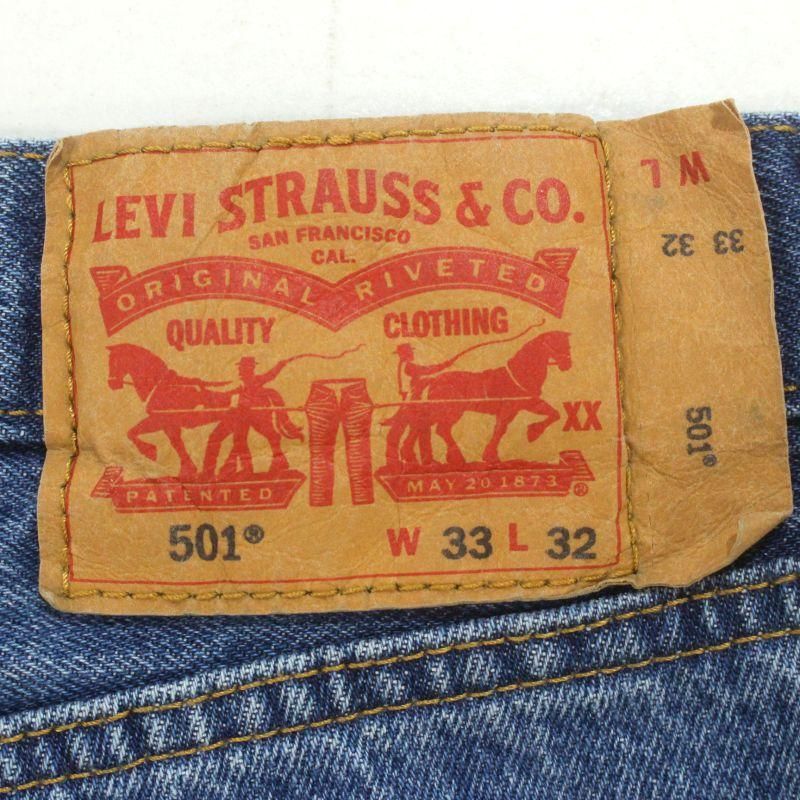 LEVI STRAUSS & CO.
SAN FRANCISCO
CAL.
ORIGINAL RIVETED
QUALITY CLOTHING
XX
PATENTED MAY 20 1873 ®
501® W 33 L 32
W L
33 32
501®